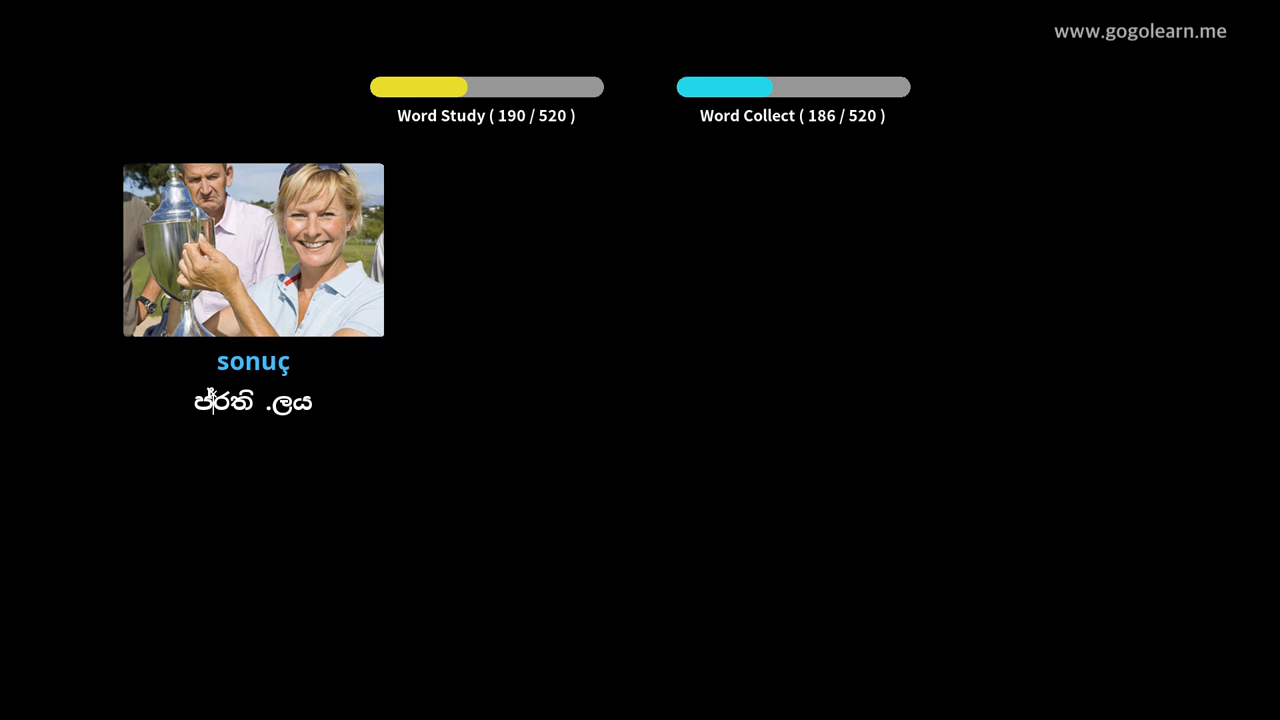 www.gogolearn.me
Word Study ( 190 / 520 )
Word Collect ( 186 / 520 )
sonuç
ප්‍රති .ලය